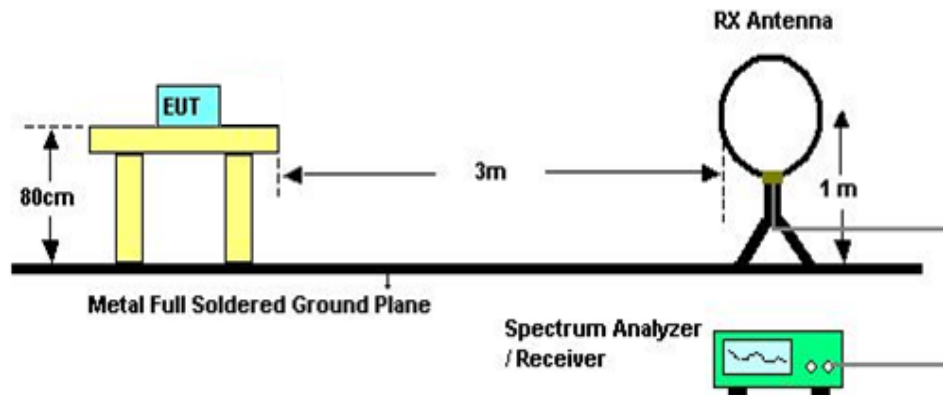 RX Antenna
EUT
80cm
3m
1 m
Metal Full Soldered Ground Plane
Spectrum Analyzer
/ Receiver